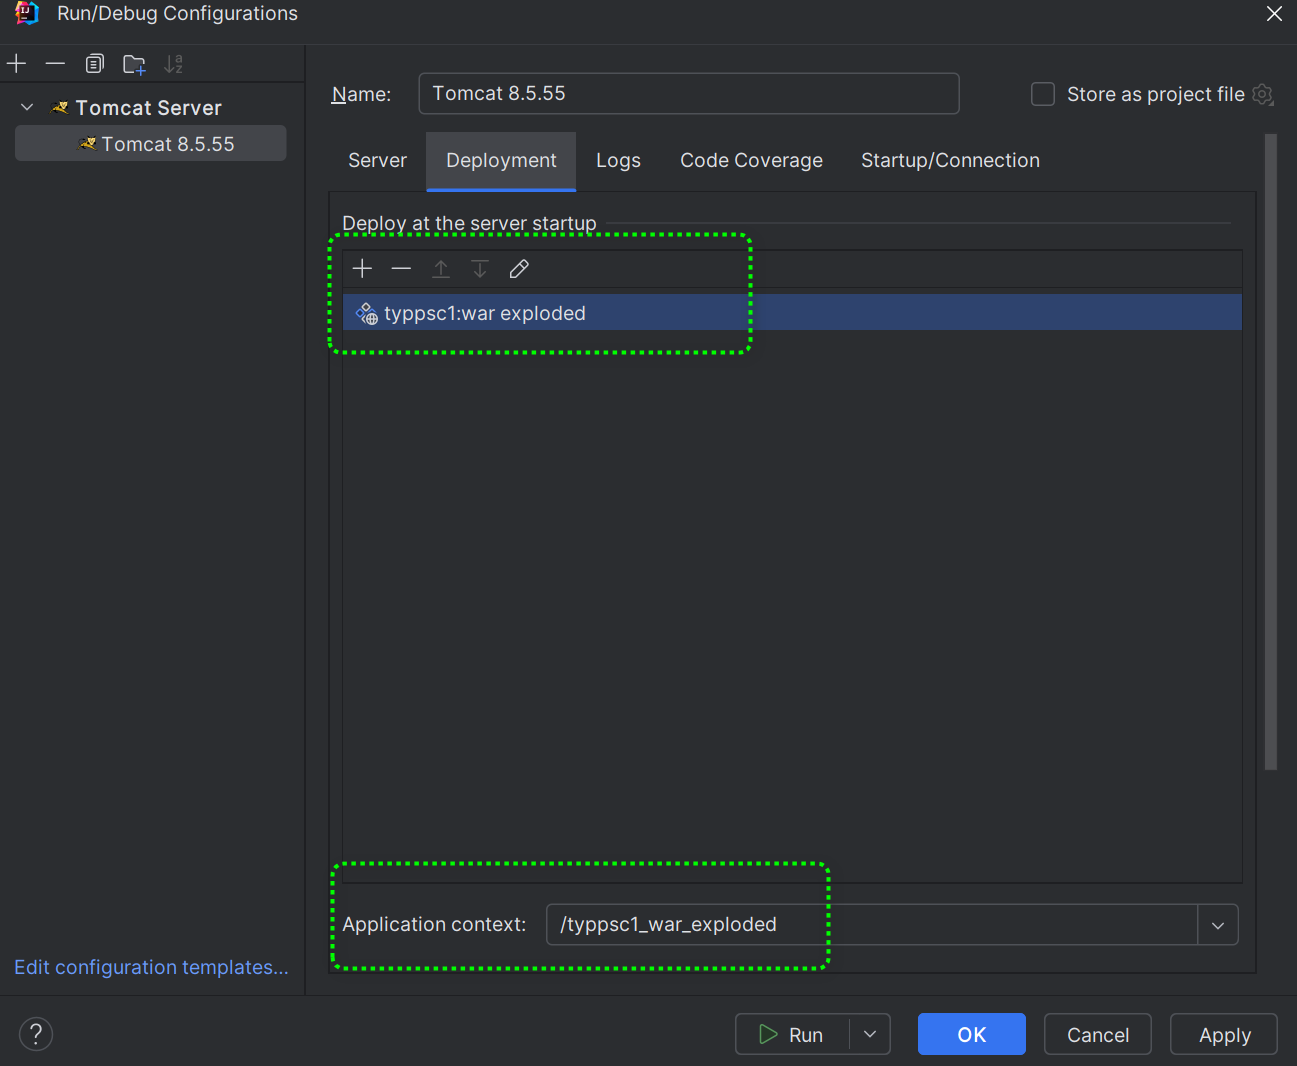 Run/Debug Configurations
Tomcat Server
Tomcat 8.5.55
Name: Tomcat 8.5.55
Store as project file
Server Deployment Logs Code Coverage Startup/Connection
Deploy at the server startup
typpsc1:war exploded
Application context: /typpsc1_war_exploded
Edit configuration templates...
? Run OK Cancel Apply